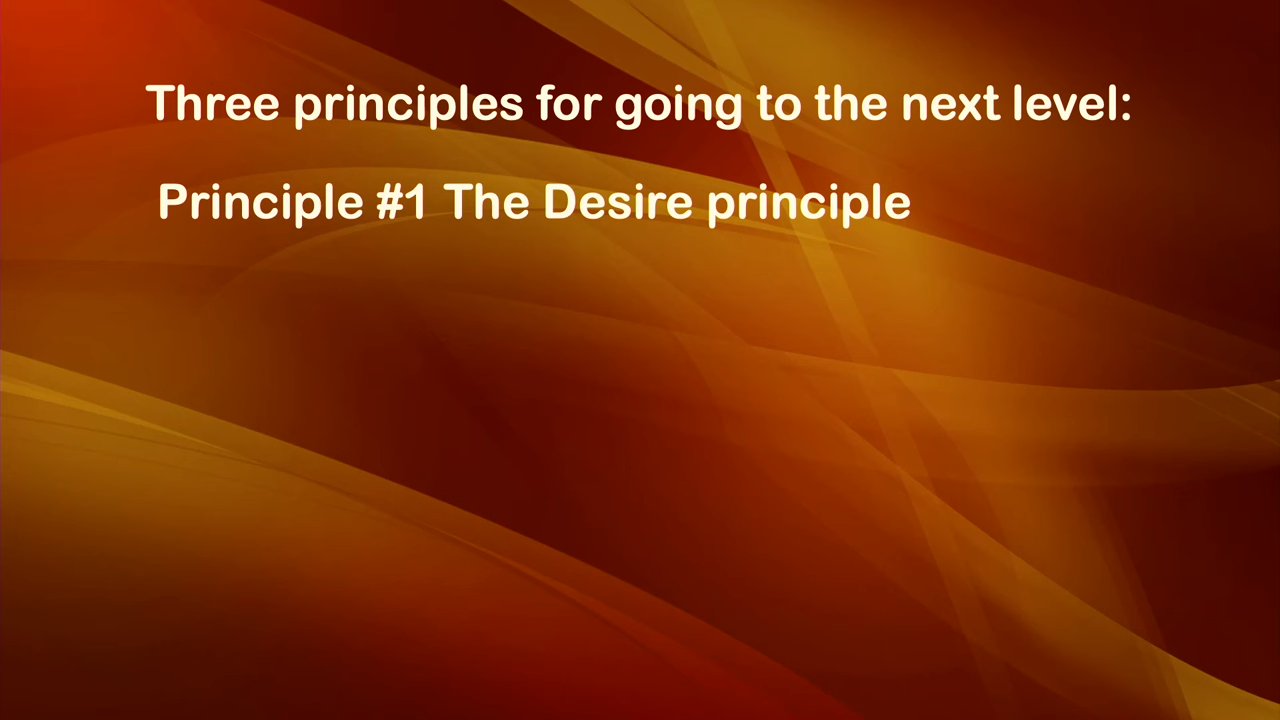 Three principles for going to the next level:
Principle #1 The Desire principle